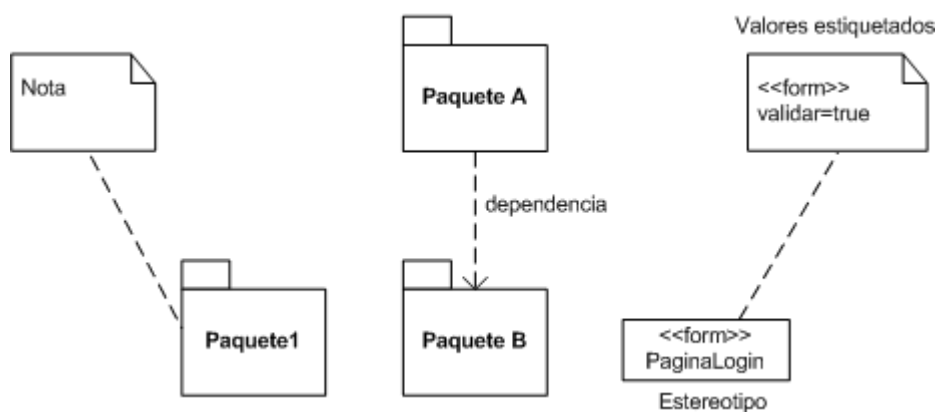 Nota
Paquete1
Paquete A
dependencia
Paquete B
Valores estiquetados
<<form>>
validar=true
<<form>>
PaginaLogin
Estereotipo